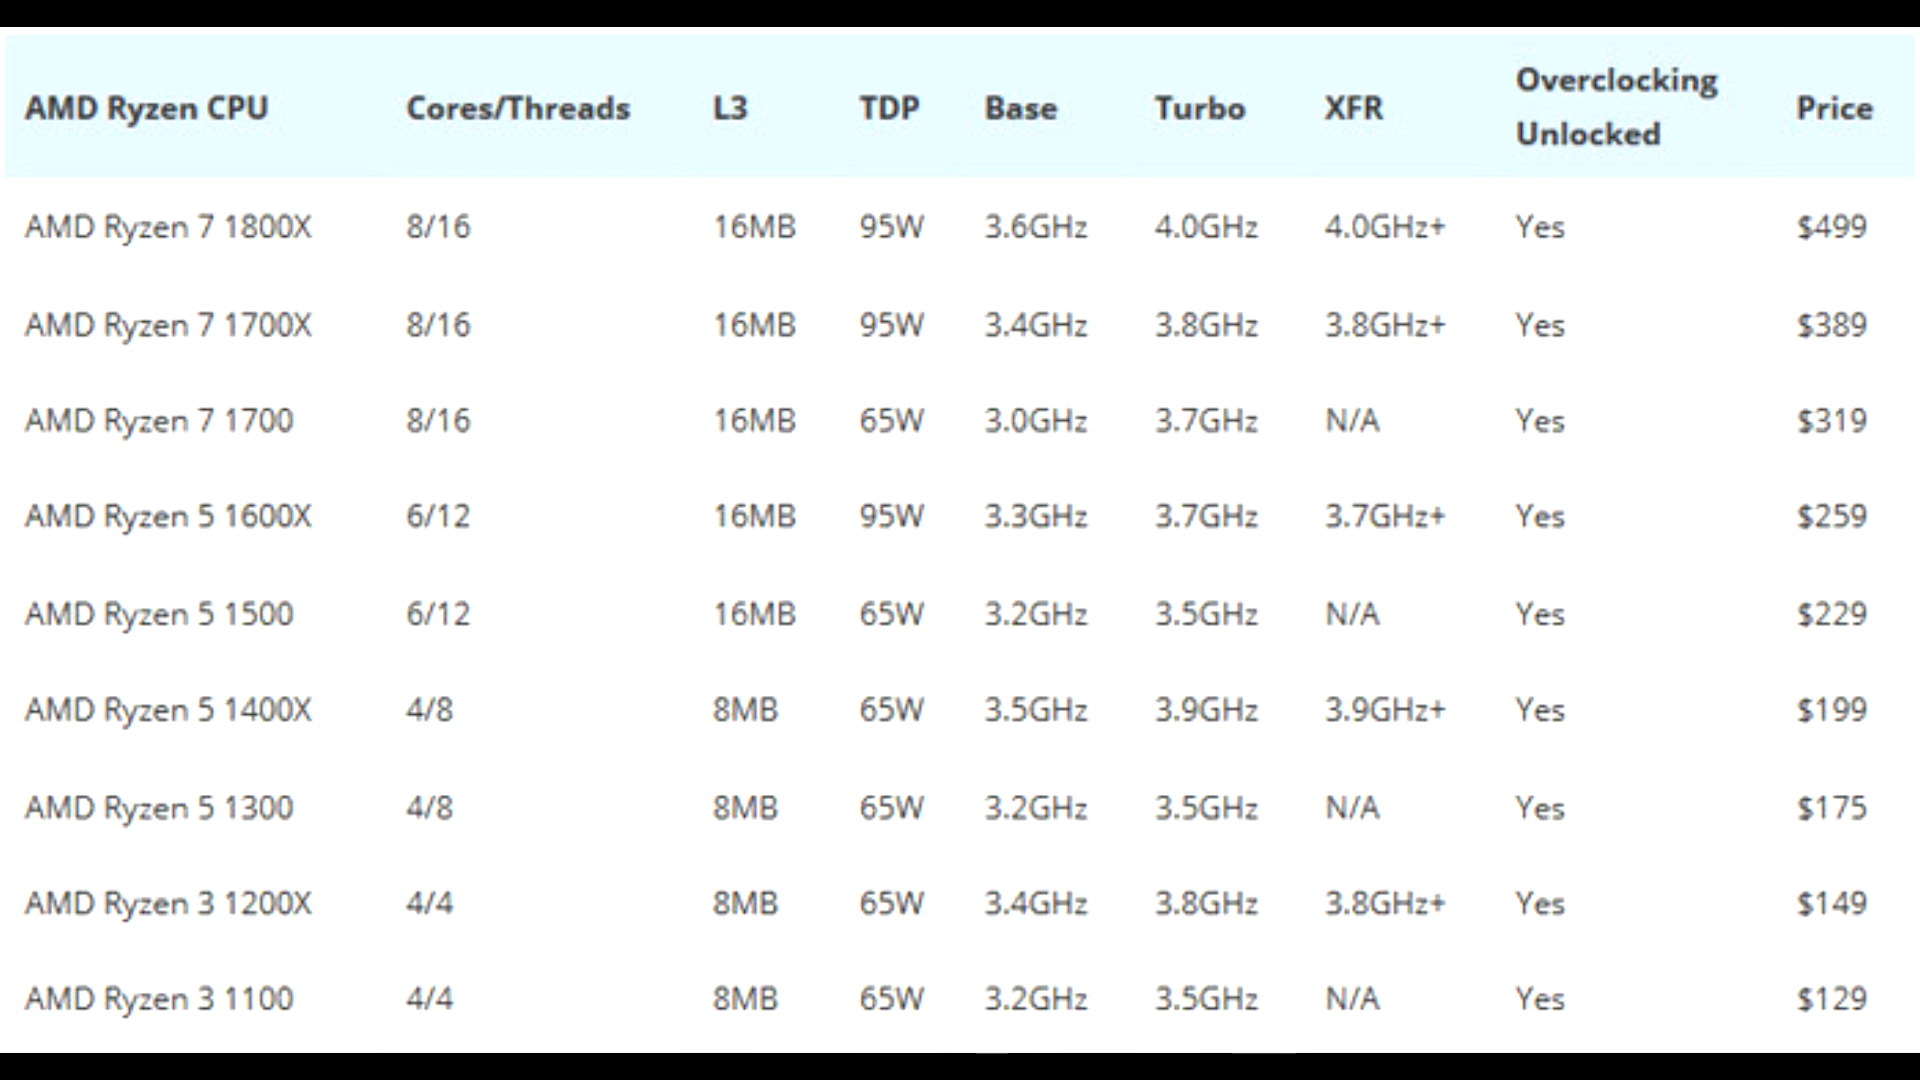 AMD Ryzen CPU Cores/Threads L3 TDP Base Turbo XFR Overclocking Unlocked Price
AMD Ryzen 7 1800X 8/16 16MB 95W 3.6GHz 4.0GHz 4.0GHz+ Yes $499
AMD Ryzen 7 1700X 8/16 16MB 95W 3.4GHz 3.8GHz 3.8GHz+ Yes $389
AMD Ryzen 7 1700 8/16 16MB 65W 3.0GHz 3.7GHz N/A Yes $319
AMD Ryzen 5 1600X 6/12 16MB 95W 3.3GHz 3.7GHz 3.7GHz+ Yes $259
AMD Ryzen 5 1500 6/12 16MB 65W 3.2GHz 3.5GHz N/A Yes $229
AMD Ryzen 5 1400X 4/8 8MB 65W 3.5GHz 3.9GHz 3.9GHz+ Yes $199
AMD Ryzen 5 1300 4/8 8MB 65W 3.2GHz 3.5GHz N/A Yes $175
AMD Ryzen 3 1200X 4/4 8MB 65W 3.4GHz 3.8GHz 3.8GHz+ Yes $149
AMD Ryzen 3 1100 4/4 8MB 65W 3.2GHz 3.5GHz N/A Yes $129